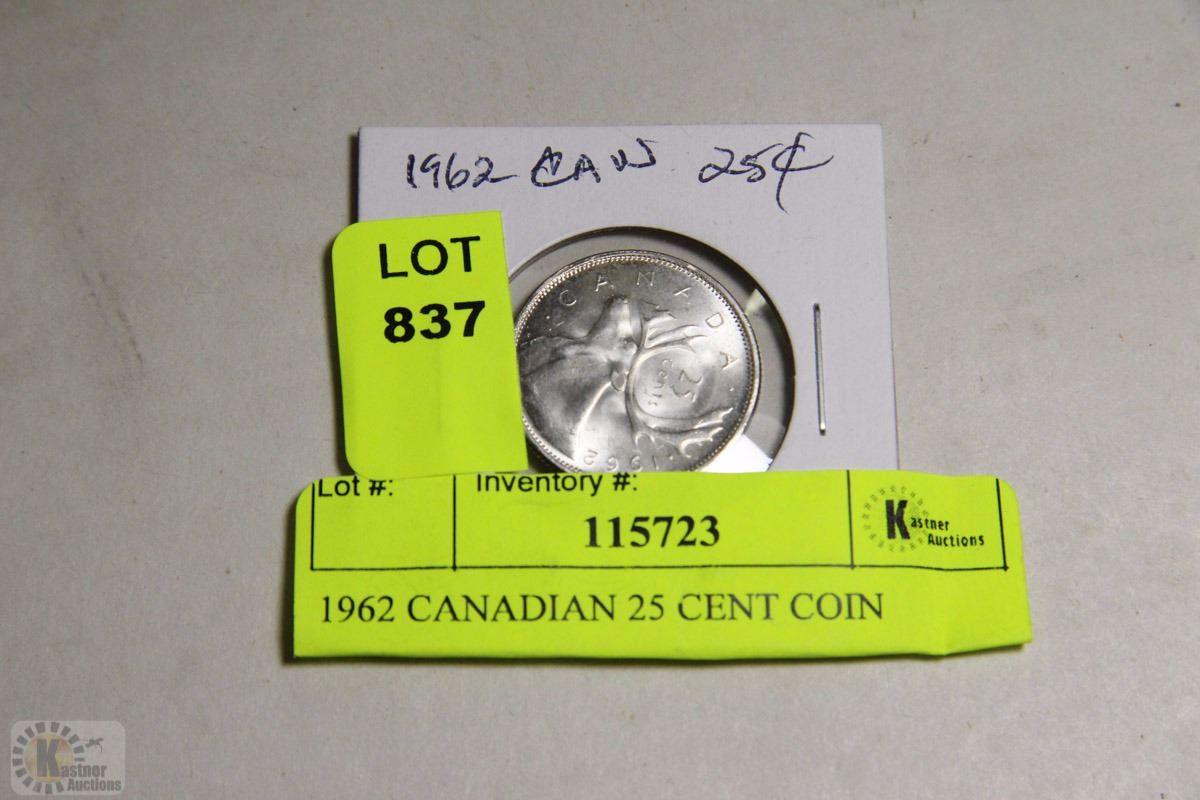 1962 CAN 25¢
LOT
837
CANADA
25
cents
1962
Lot #:
Inventory #:
115723
Kastner
Auctions
1962 CANADIAN 25 CENT COIN
Kastner
Auctions